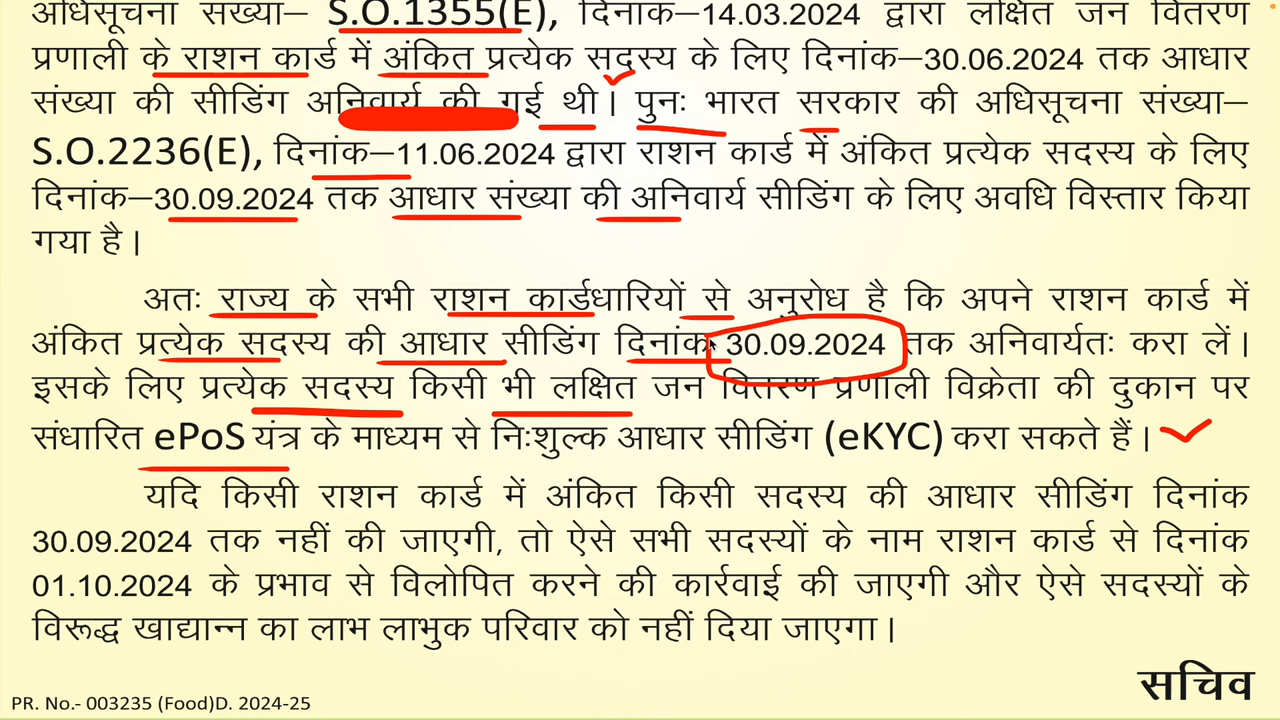 अधिसूचना संख्या– S.O.1355(E), दिनांक–14.03.2024 द्वारा लक्षित जन वितरण
प्रणाली के राशन कार्ड में अंकित प्रत्येक सदस्य के लिए दिनांक–30.06.2024 तक आधार
संख्या की सीडिंग अनिवार्य की गई थी। पुनः भारत सरकार की अधिसूचना संख्या–
S.O.2236(E), दिनांक–11.06.2024 द्वारा राशन कार्ड में अंकित प्रत्येक सदस्य के लिए
दिनांक–30.09.2024 तक आधार संख्या की अनिवार्य सीडिंग के लिए अवधि विस्तार किया
गया है।
अतः राज्य के सभी राशन कार्डधारियों से अनुरोध है कि अपने राशन कार्ड में
अंकित प्रत्येक सदस्य की आधार सीडिंग दिनांक 30.09.2024 तक अनिवार्यतः करा लें।
इसके लिए प्रत्येक सदस्य किसी भी लक्षित जन वितरण प्रणाली विक्रेता की दुकान पर
संधारित ePoS यंत्र के माध्यम से निःशुल्क आधार सीडिंग (eKYC) करा सकते हैं।
यदि किसी राशन कार्ड में अंकित किसी सदस्य की आधार सीडिंग दिनांक
30.09.2024 तक नहीं की जाएगी, तो ऐसे सभी सदस्यों के नाम राशन कार्ड से दिनांक
01.10.2024 के प्रभाव से विलोपित करने की कार्रवाई की जाएगी और ऐसे सदस्यों के
विरूद्ध खाद्यान्न का लाभ लाभुक परिवार को नहीं दिया जाएगा।
सचिव
PR. No.- 003235 (Food)D. 2024-25